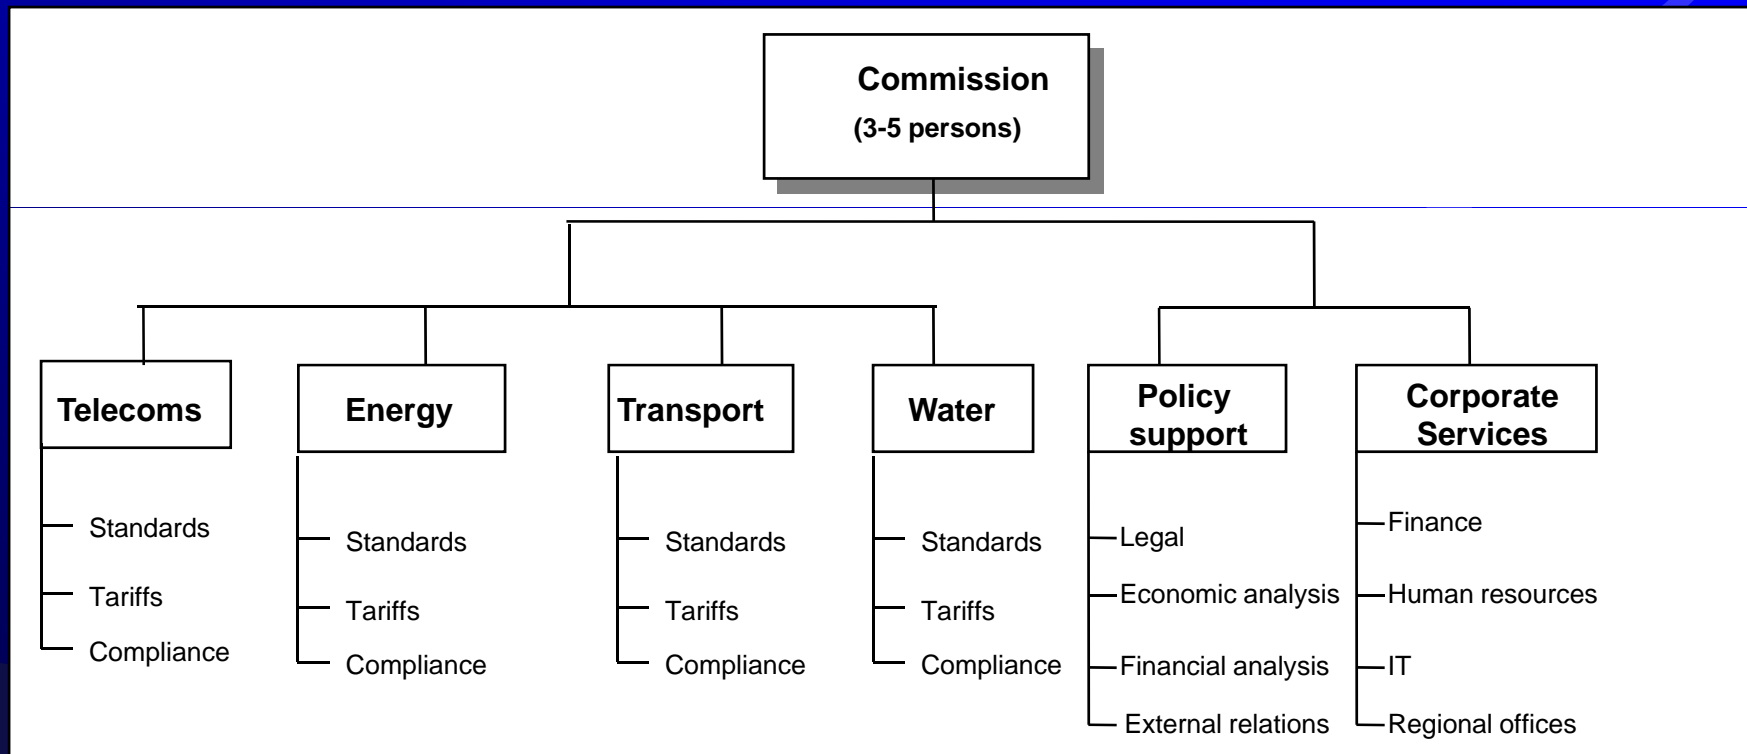 Commission
(3-5 persons)
Telecoms
Standards
Tariffs
Compliance
Energy
Standards
Tariffs
Compliance
Transport
Standards
Tariffs
Compliance
Water
Standards
Tariffs
Compliance
Policy
support
Legal
Economic analysis
Financial analysis
External relations
Corporate
Services
Finance
Human resources
IT
Regional offices